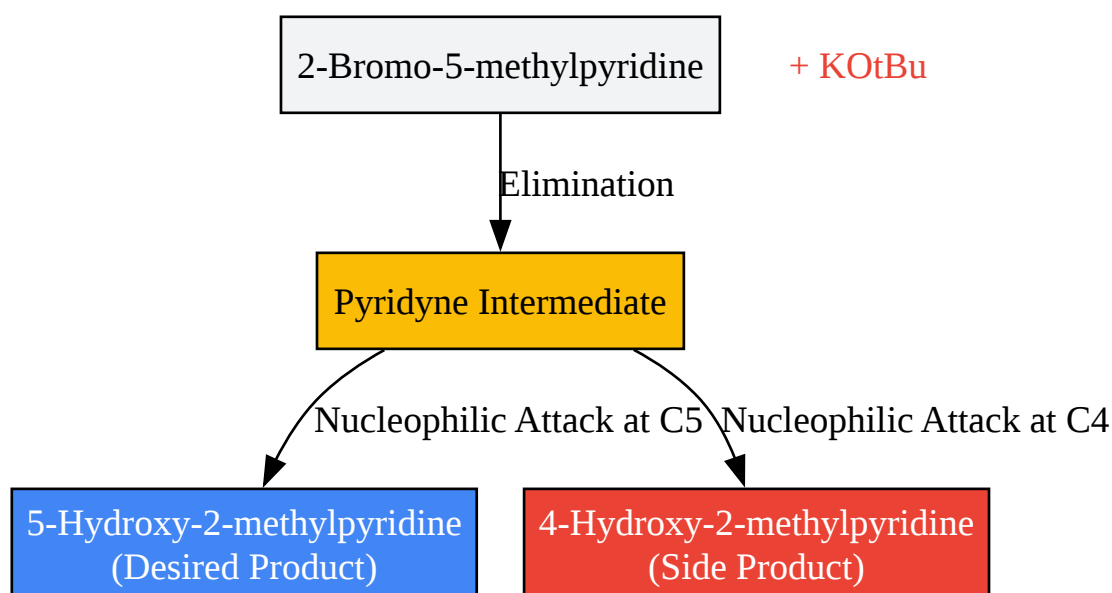 2-Bromo-5-methylpyridine
+ KOtBu
Elimination
Pyridyne Intermediate
Nucleophilic Attack at C5
Nucleophilic Attack at C4
5-Hydroxy-2-methylpyridine
(Desired Product)
4-Hydroxy-2-methylpyridine
(Side Product)